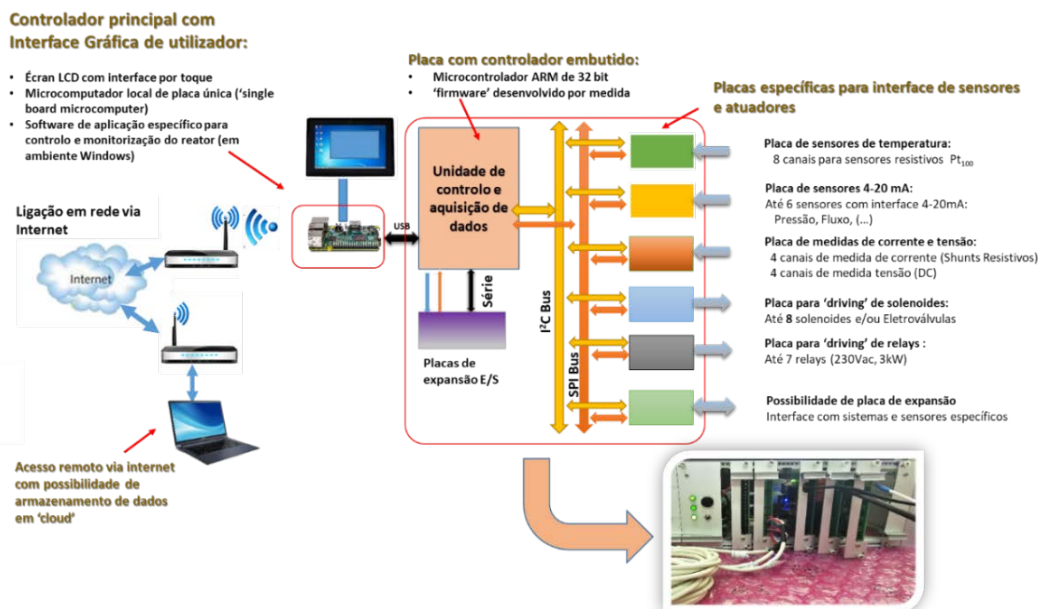 Controlador principal com
Interface Gráfica de utilizador:
• Écran LCD com interface por toque
• Microcomputador local de placa única (‘single
board microcomputer)
• Software de aplicação específico para
controlo e monitorização do reator (em
ambiente Windows)
Placa com controlador embutido:
• Microcontrolador ARM de 32 bit
• ‘firmware’ desenvolvido por medida
Placas específicas para interface de sensores
e atuadores
Unidade de
controlo e
aquisição de
dados
USB
Série
Placas de
expansão E/S
I²C Bus
SPI Bus
Placa de sensores de temperatura:
8 canais para sensores resistivos Pt₁₀₀
Placa de sensores 4-20 mA:
Até 6 sensores com interface 4-20mA:
Pressão, Fluxo, (...)
Placa de medidas de corrente e tensão:
4 canais de medida de corrente (Shunts Resistivos)
4 canais de medida tensão (DC)
Placa para ‘driving’ de solenoides:
Até 8 solenoides e/ou Eletroválvulas
Placa para ‘driving’ de relays :
Até 7 relays (230Vac, 3kW)
Possibilidade de placa de expansão
Interface com sistemas e sensores específicos
Ligação em rede via
Internet
Internet
Acesso remoto via internet
com possibilidade de
armazenamento de dados
em ‘cloud’